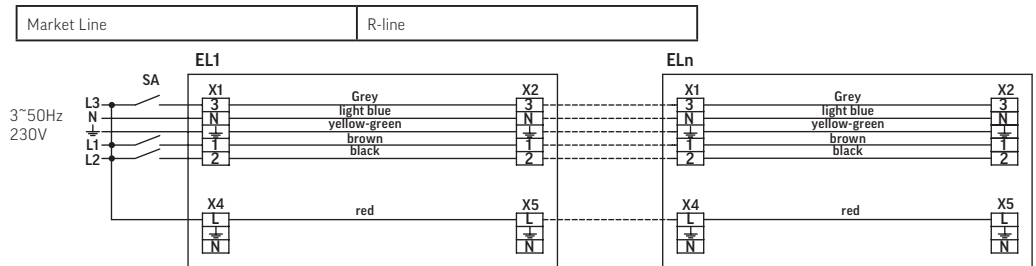 Market Line R-line
EL1 ELn
SA
X1 X2 X1 X2
L3 3 Grey 3 3 Grey 3
3~50Hz N N light blue N N light blue N
230V yellow-green yellow-green
L1 1 brown 1 1 brown 1
L2 2 black 2 2 black 2
X4 X5 X4 X5
L red L L red L
N N N N